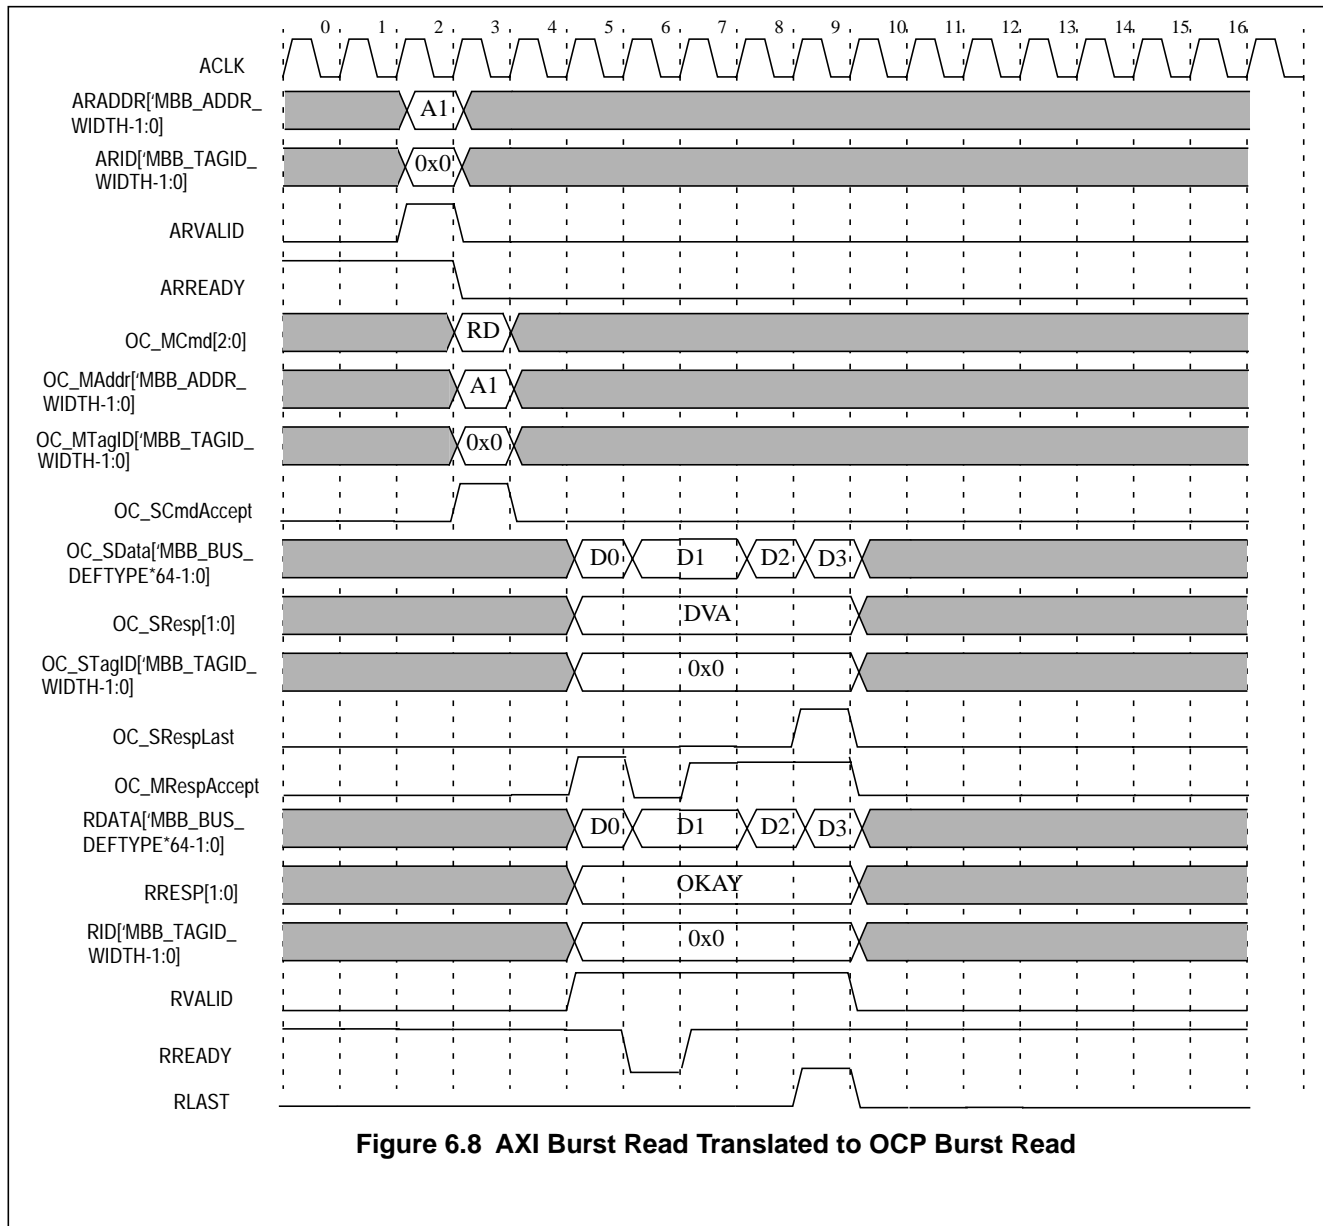 0 1 2 3 4 5 6 7 8 9 10 11 12 13 14 15 16
ACLK
ARADDR['MBB_ADDR_
WIDTH-1:0]
A1
ARID['MBB_TAGID_
WIDTH-1:0]
0x0
ARVALID
ARREADY
OC_MCmd[2:0]
RD
OC_MAddr['MBB_ADDR_
WIDTH-1:0]
A1
OC_MTagID['MBB_TAGID_
WIDTH-1:0]
0x0
OC_SCmdAccept
OC_SData['MBB_BUS_
DEFTYPE*64-1:0]
D0 D1 D2 D3
OC_SResp[1:0]
DVA
OC_STagID['MBB_TAGID_
WIDTH-1:0]
0x0
OC_SRespLast
OC_MRespAccept
RDATA['MBB_BUS_
DEFTYPE*64-1:0]
D0 D1 D2 D3
RRESP[1:0]
OKAY
RID['MBB_TAGID_
WIDTH-1:0]
0x0
RVALID
RREADY
RLAST
Figure 6.8 AXI Burst Read Translated to OCP Burst Read